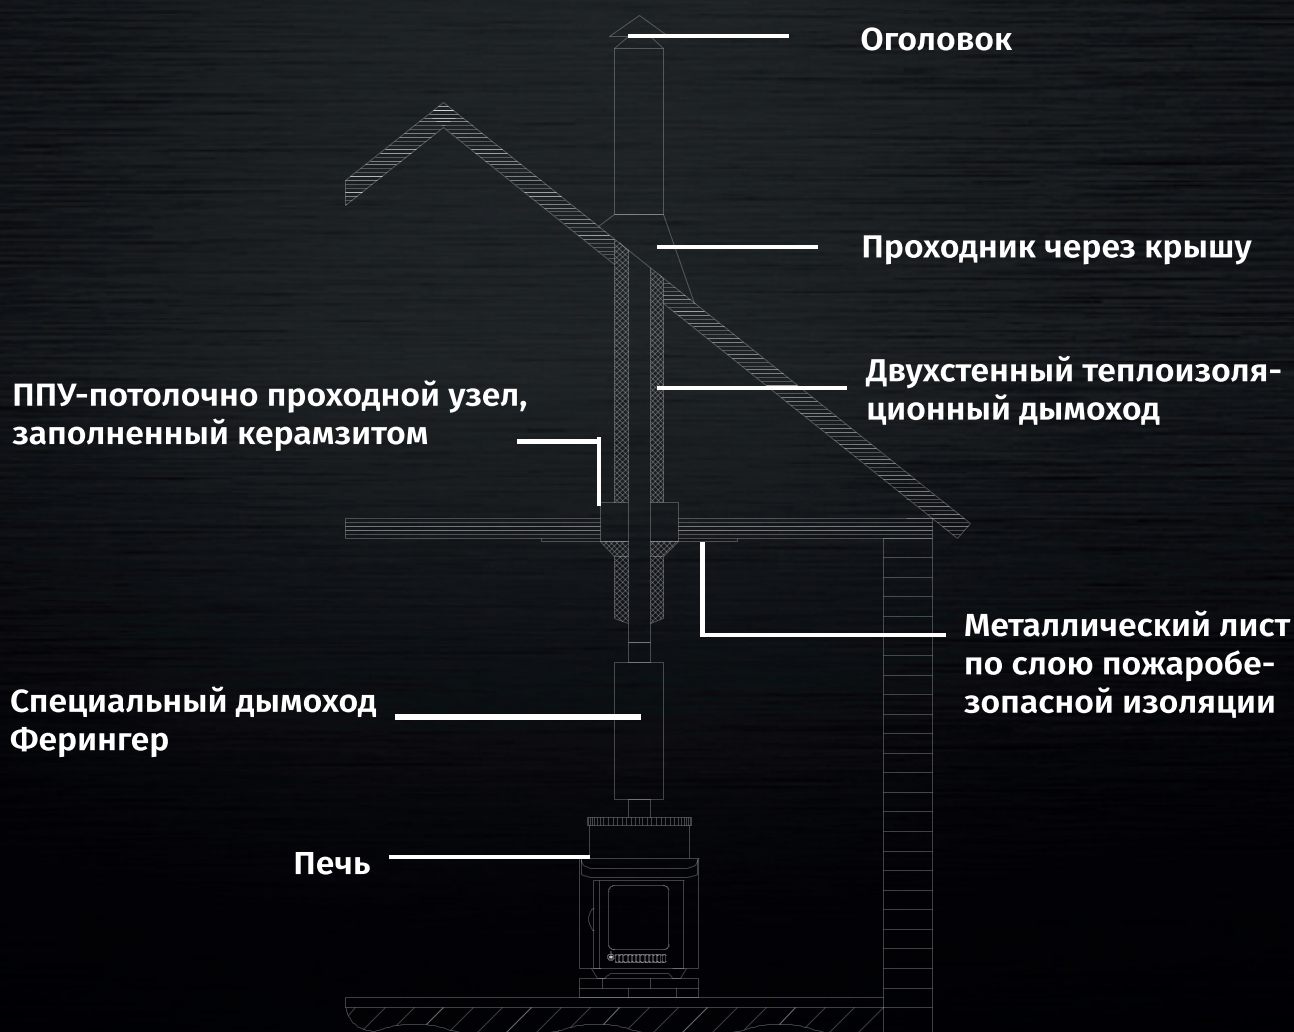 Оголовок
Проходник через крышу
Двухстенный теплоизоля-
ционный дымоход
ППУ-потолочно проходной узел,
заполненный керамзитом
Металлический лист
по слою пожаробе-
зопасной изоляции
Специальный дымоход
Ферингер
Печь